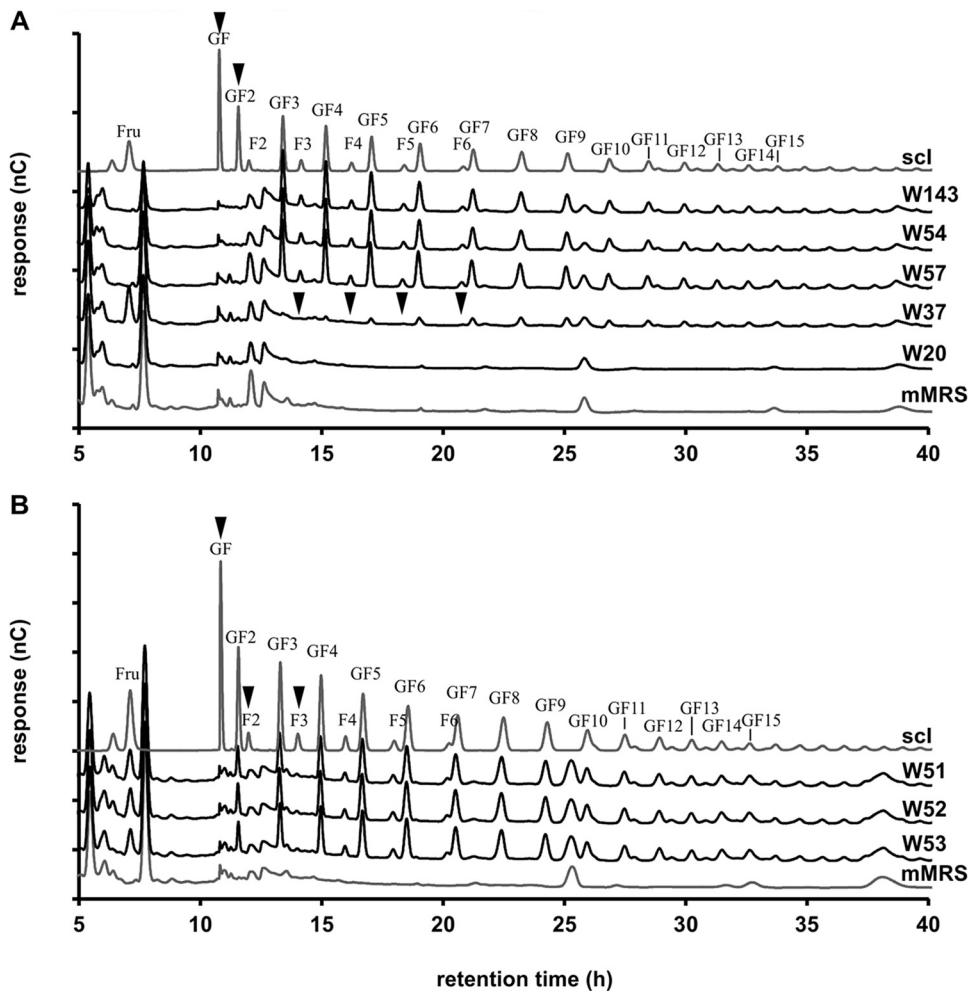 A
response (nC)
GF
GF2
Fru
F2
GF3
F3
GF4
F4
GF5
F5
GF6
F6
GF7
GF8
GF9
GF10
GF11
GF12
GF13
GF14
GF15
scl
W143
W54
W57
W37
W20
mMRS
5 10 15 20 25 30 35 40
B
response (nC)
GF
GF2
Fru
F2
GF3
F3
GF4
F4
GF5
F5
GF6
F6
GF7
GF8
GF9
GF10
GF11
GF12
GF13
GF14
GF15
scl
W51
W52
W53
mMRS
5 10 15 20 25 30 35 40
retention time (h)